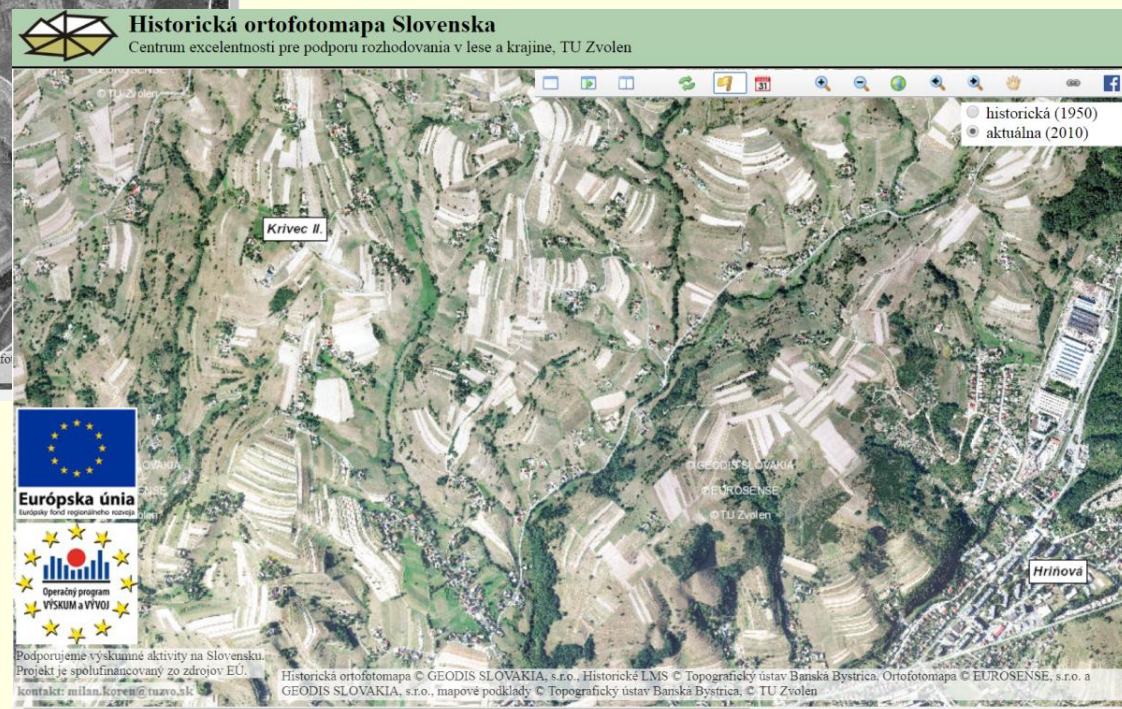 Historická ortofotomapa Slovenska
Centrum excelentnosti pre podporu rozhodovania v lese a krajine, TU Zvolen
© EUROSENSE
© TU Zvolen
31
historická (1950)
aktuálna (2010)
Krivec II.
© GEODIS SLOVAKIA
© EUROSENSE
© TU Zvolen
Hriňová
Európska únia
Európsky fond regionálneho rozvoja
Operačný program
VÝSKUM a VÝVOJ
Podporujeme výskumné aktivity na Slovensku.
Projekt je spolufinancovaný zo zdrojov EÚ.
kontakt: milan.koren@tuzvo.sk
Historická ortofotomapa © GEODIS SLOVAKIA, s.r.o., Historické LMS © Topografický ústav Banská Bystrica, Ortofotomapa © EUROSENSE, s.r.o. a
GEODIS SLOVAKIA, s.r.o., mapové podklady © Topografický ústav Banská Bystrica, © TU Zvolen